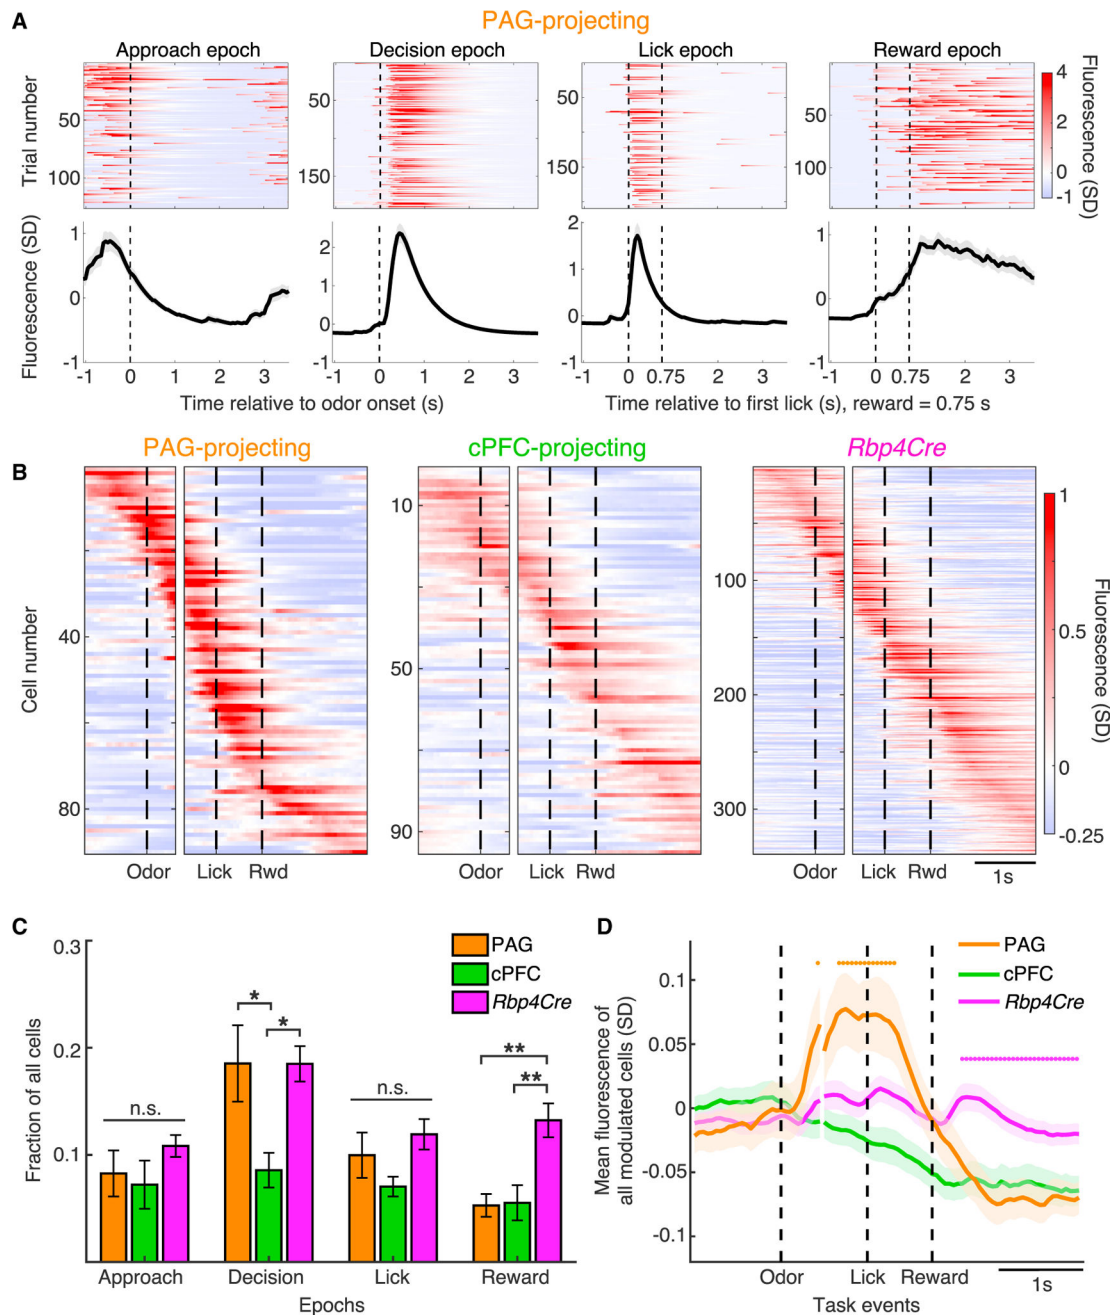 A
PAG-projecting
Approach epoch
Decision epoch
Lick epoch
Reward epoch
Trial number
50
100
50
150
50
150
50
100
4
3
2
1
0
-1
Fluorescence (SD)
Fluorescence (SD)
1
0
-1
2
1
0
-1
2
1
0
-1
1
0
-1
-1 0 1 2 3
-1 0 1 2 3
-1 0 0.75 2 3
-1 0 0.75 2 3
Time relative to odor onset (s)
Time relative to first lick (s), reward = 0.75 s
B
PAG-projecting
cPFC-projecting
Rbp4Cre
Cell number
40
80
10
50
90
100
200
300
1
0.5
0
-0.25
Fluorescence (SD)
Odor Lick Rwd
Odor Lick Rwd
Odor Lick Rwd
1s
C
Fraction of all cells
0.3
0.2
0.1
PAG
cPFC
Rbp4Cre
n.s.
*
*
n.s.
**
**
Approach Decision Lick Reward
Epochs
D
Mean fluorescence of
all modulated cells (SD)
0.1
0.05
0
-0.05
-0.1
PAG
cPFC
Rbp4Cre
Odor Lick Reward
1s
Task events